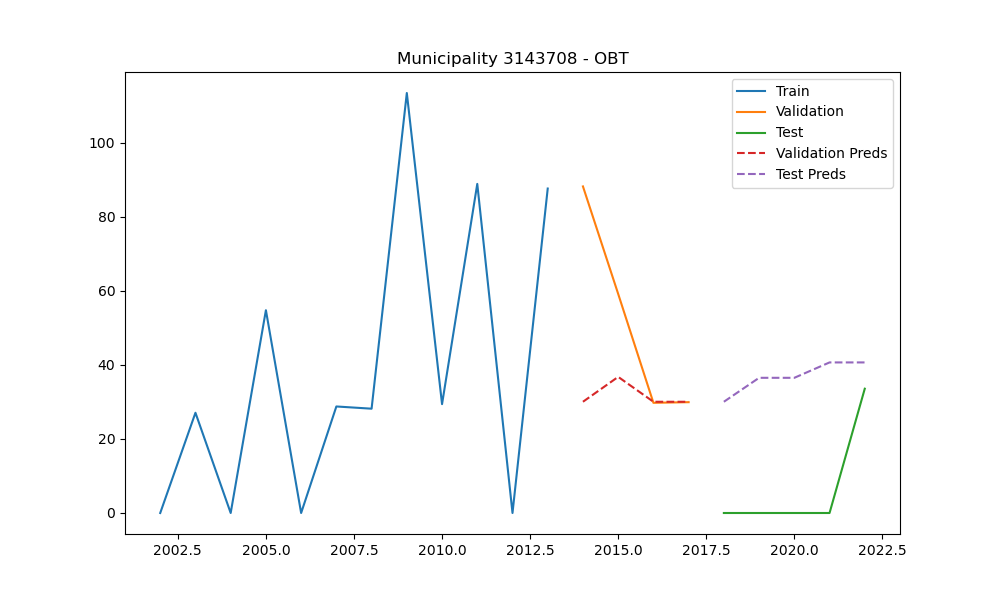 Municipality 3143708 - OBT
Train
Validation
Test
Validation Preds
Test Preds
100
80
60
40
20
0
2002.5 2005.0 2007.5 2010.0 2012.5 2015.0 2017.5 2020.0 2022.5